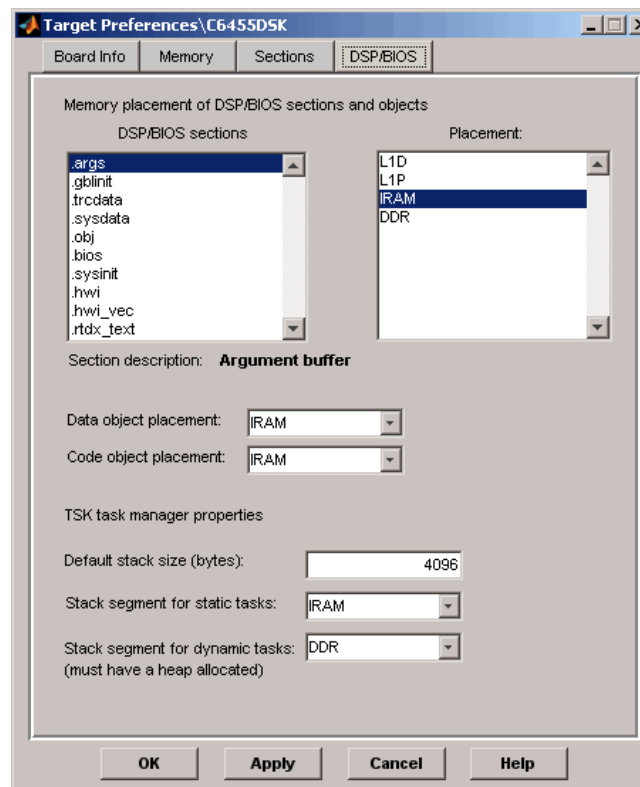 Target Preferences\C6455DSK
Board Info Memory Sections DSP/BIOS
Memory placement of DSP/BIOS sections and objects
DSP/BIOS sections Placement:
.args
.gblinit
.trcdata
.sysdata
.obj
.bios
.sysinit
.hwi
.hwi_vec
.rtdx_text
L1D
L1P
IRAM
DDR
Section description: Argument buffer
Data object placement: IRAM
Code object placement: IRAM
TSK task manager properties
Default stack size (bytes): 4096
Stack segment for static tasks: IRAM
Stack segment for dynamic tasks: DDR
(must have a heap allocated)
OK Apply Cancel Help